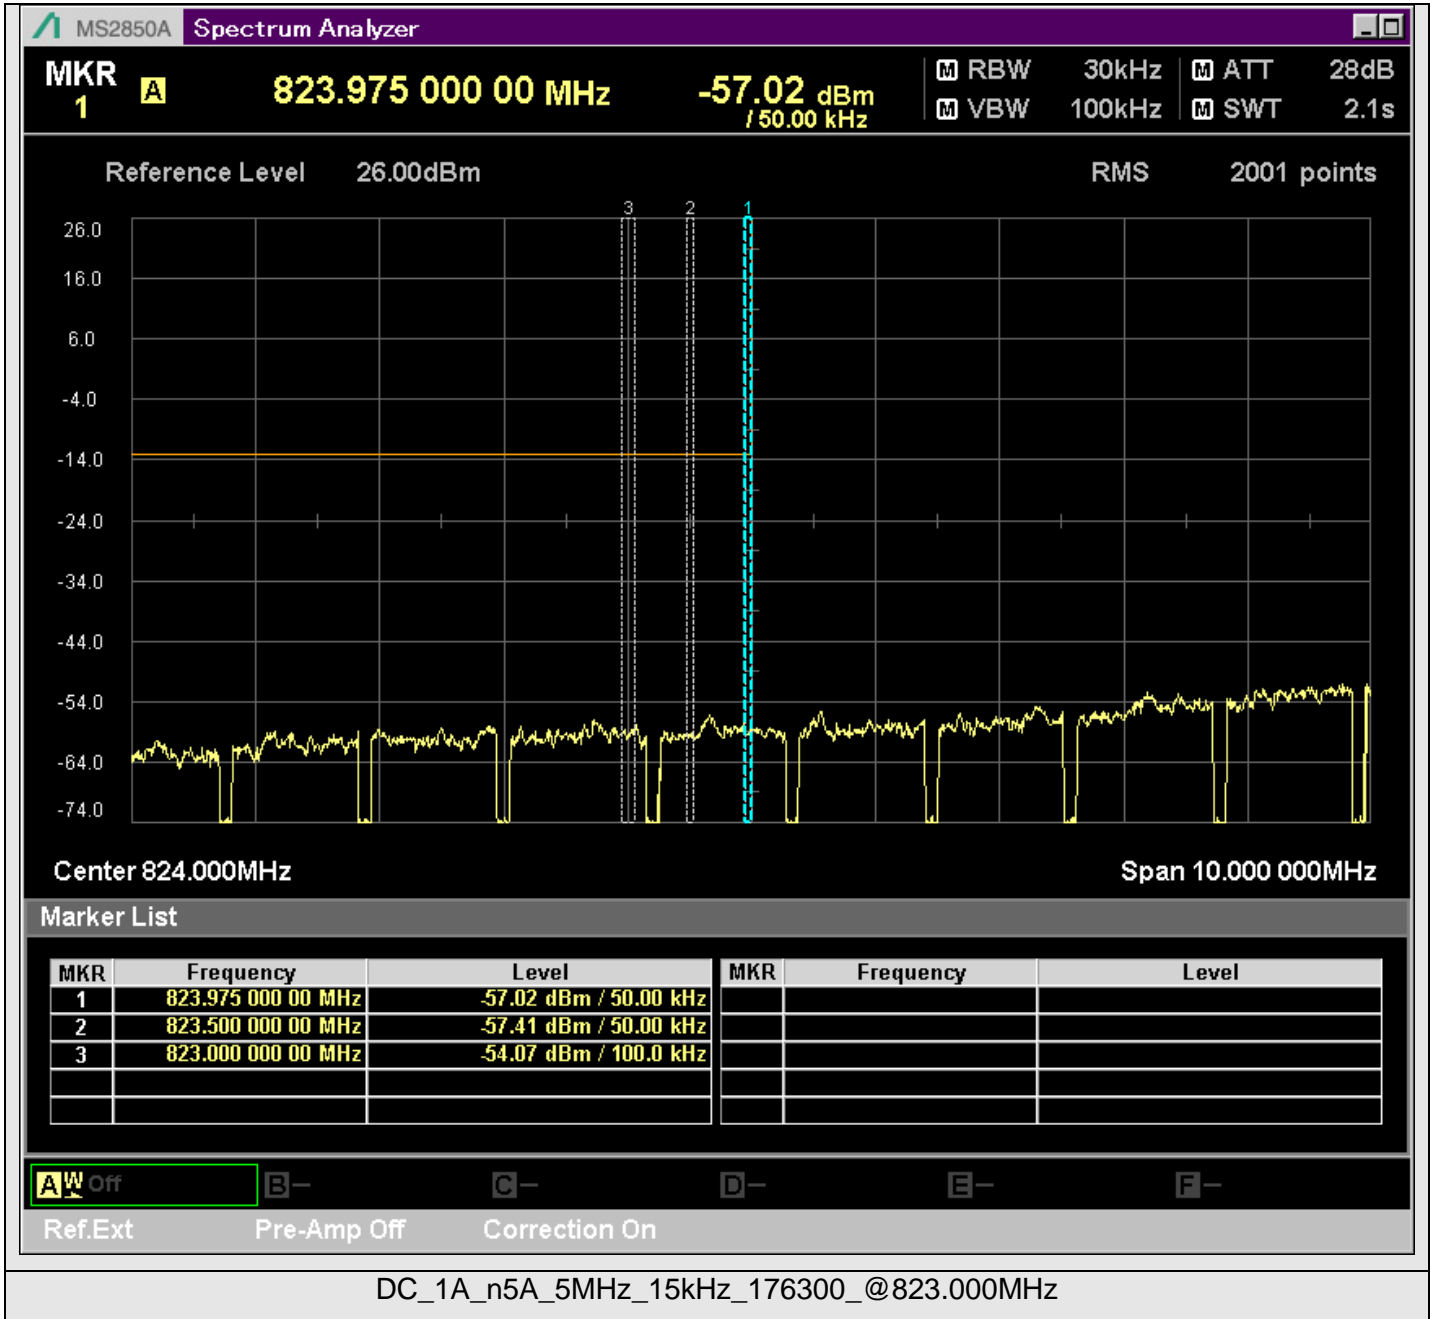 MS2850A Spectrum Analyzer
MKR 1 A 823.975 000 00 MHz -57.02 dBm / 50.00 kHz
M RBW 30kHz M ATT 28dB
M VBW 100kHz M SWT 2.1s
Reference Level 26.00dBm RMS 2001 points
3 2 1
26.0
16.0
6.0
-4.0
-14.0
-24.0
-34.0
-44.0
-54.0
-64.0
-74.0
Center 824.000MHz Span 10.000 000MHz
Marker List
MKR Frequency Level MKR Frequency Level
1 823.975 000 00 MHz -57.02 dBm / 50.00 kHz
2 823.500 000 00 MHz -57.41 dBm / 50.00 kHz
3 823.000 000 00 MHz -54.07 dBm / 100.0 kHz
A W Off B - C - D - E - F -
Ref.Ext Pre-Amp Off Correction On
DC_1A_n5A_5MHz_15kHz_176300_@823.000MHz